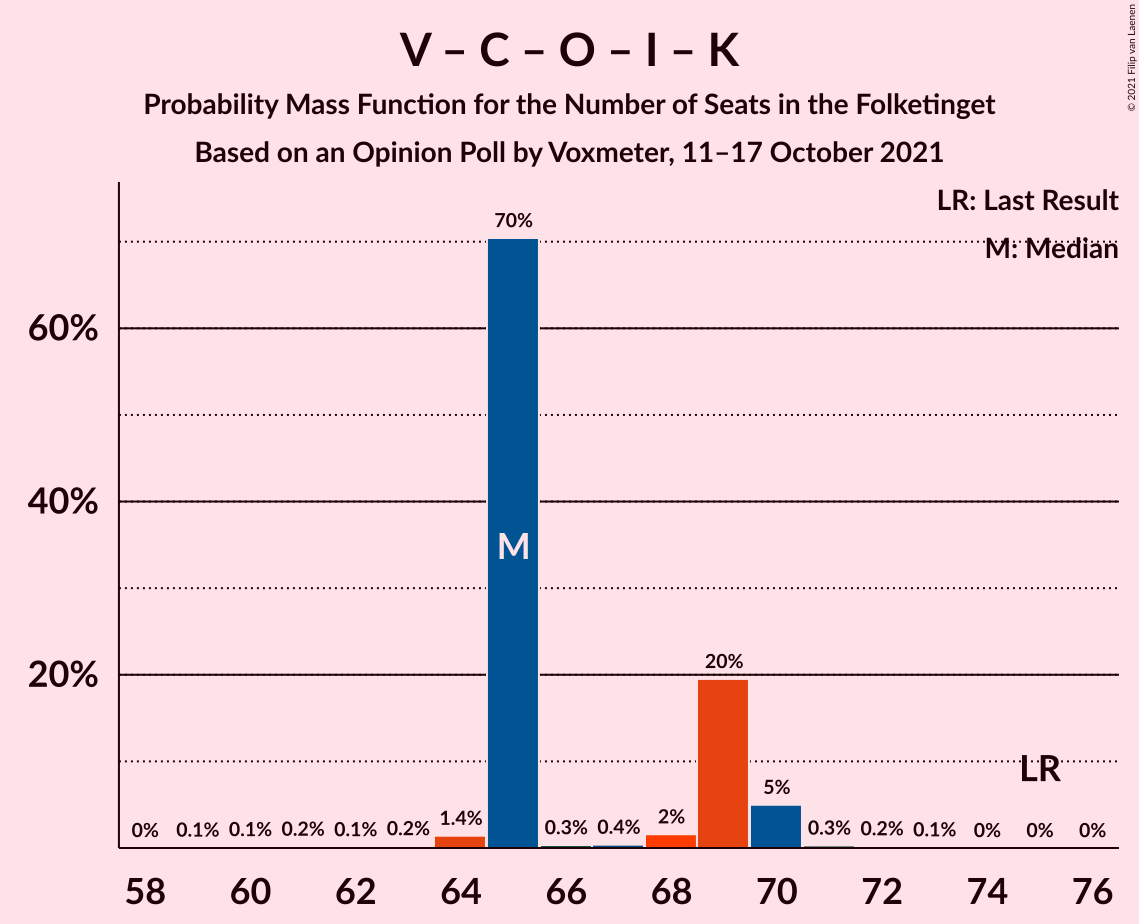 V – C – O – I – K
Probability Mass Function for the Number of Seats in the Folketinget
Based on an Opinion Poll by Voxmeter, 11–17 October 2021
© 2021 Filip van Laenen
LR: Last Result
M: Median
60%
40%
20%
0% 0.1% 0.1% 0.2% 0.1% 0.2% 1.4% 70% 0.3% 0.4% 2% 20% 5% 0.3% 0.2% 0.1% 0% 0% 0%
M
LR
58 60 62 64 66 68 70 72 74 76